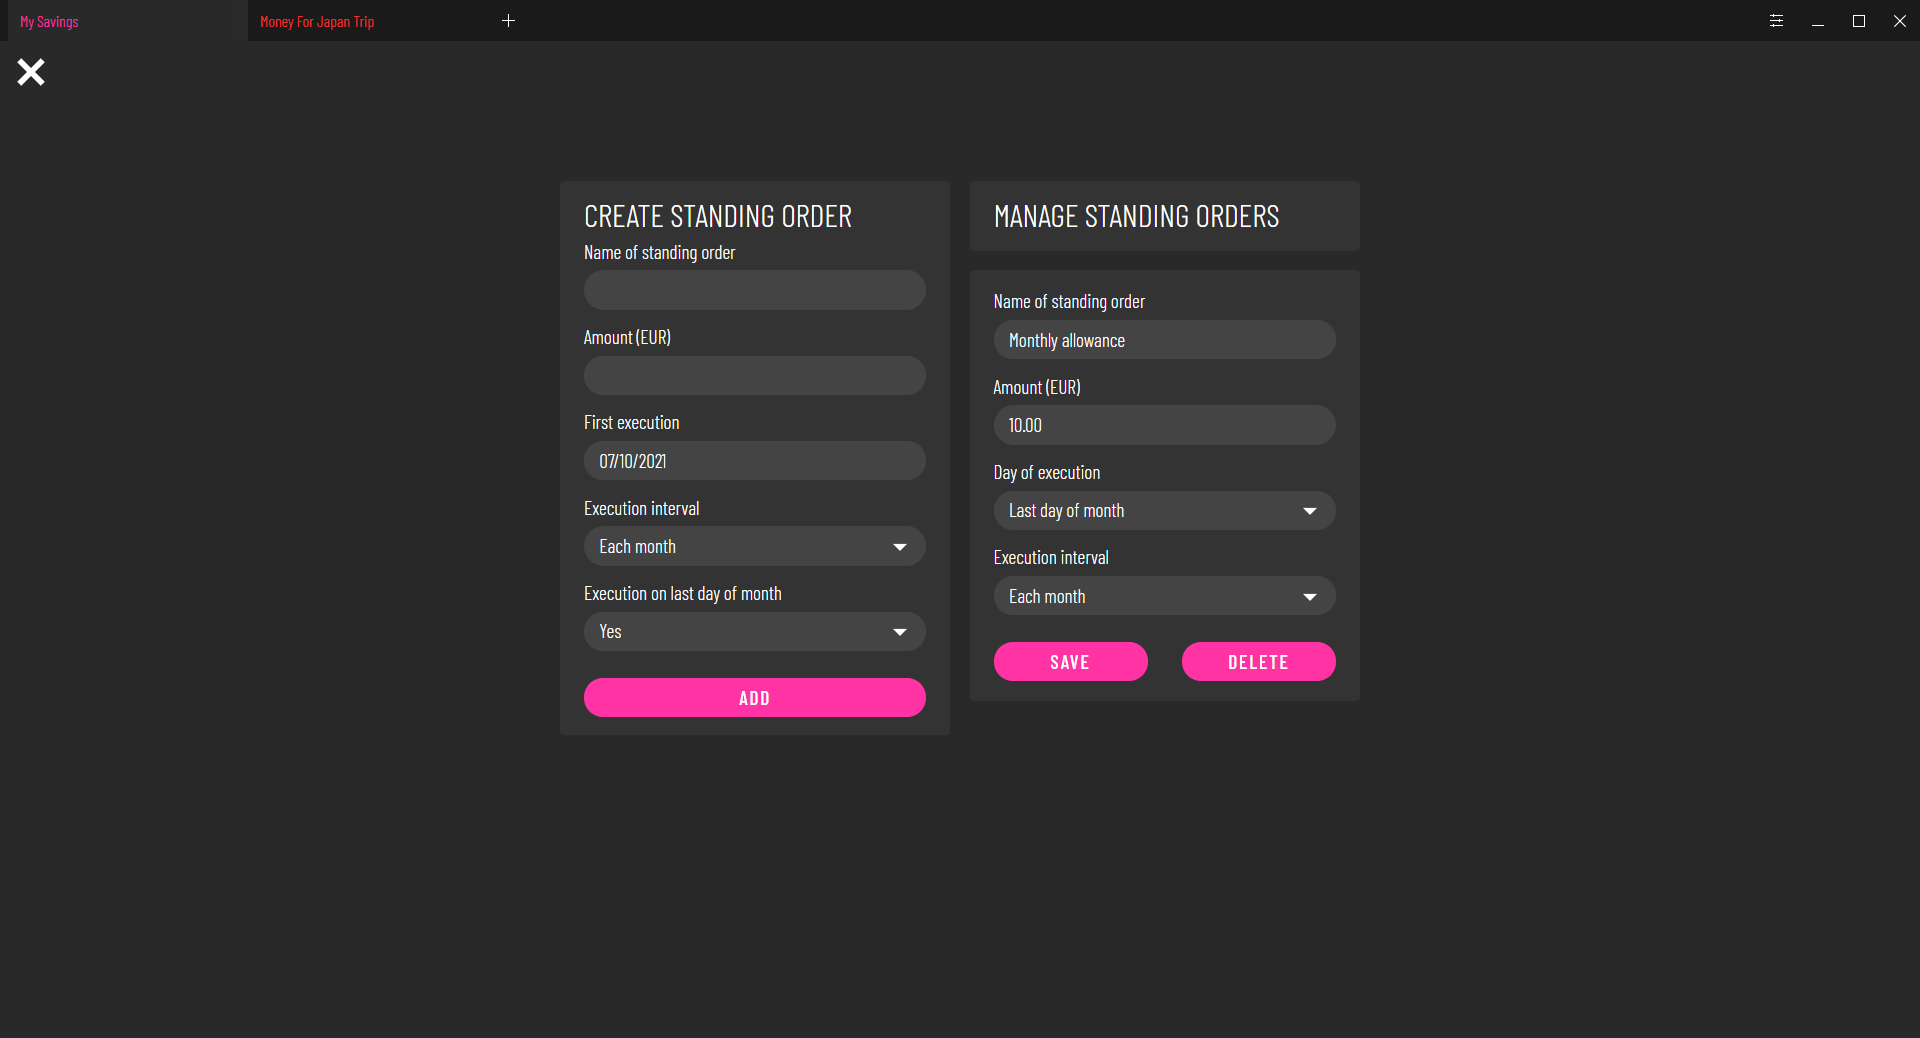 My Savings
Money For Japan Trip
CREATE STANDING ORDER
Name of standing order
Amount (EUR)
First execution
07/10/2021
Execution interval
Each month
Execution on last day of month
Yes
ADD
MANAGE STANDING ORDERS
Name of standing order
Monthly allowance
Amount (EUR)
10.00
Day of execution
Last day of month
Execution interval
Each month
SAVE
DELETE